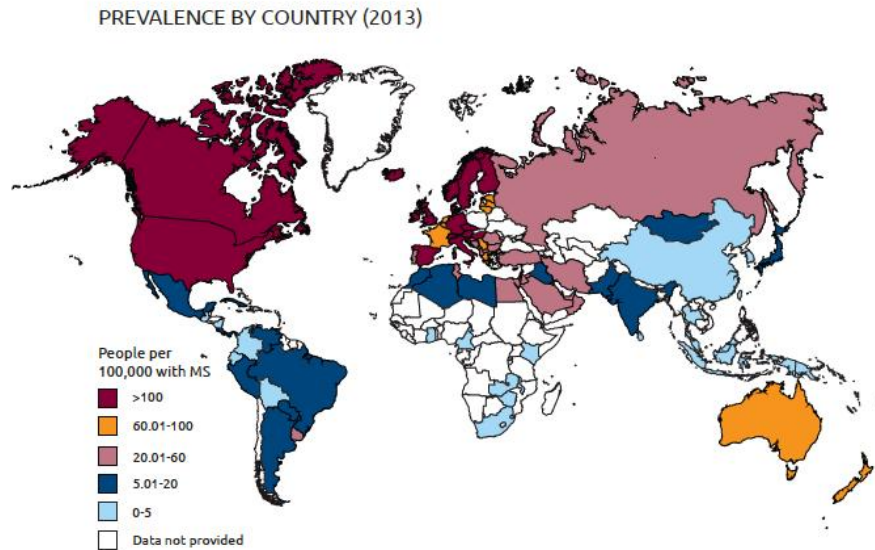 PREVALENCE BY COUNTRY (2013)
People per
100,000 with MS
>100
60.01-100
20.01-60
5.01-20
0-5
Data not provided